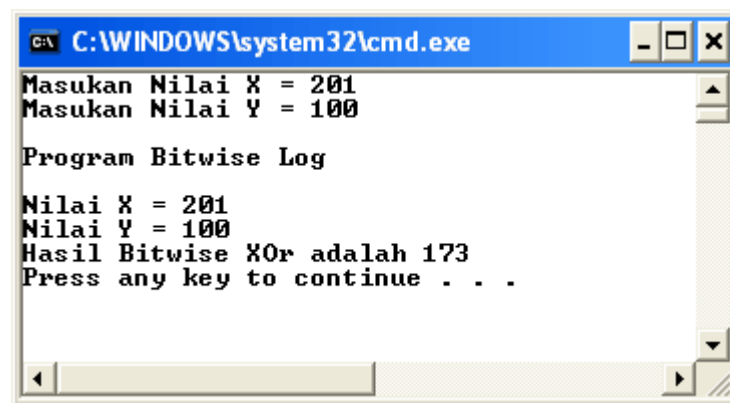 C:\WINDOWS\system32\cmd.exe
Masukan Nilai X = 201
Masukan Nilai Y = 100
Program Bitwise Log
Nilai X = 201
Nilai Y = 100
Hasil Bitwise XOr adalah 173
Press any key to continue . . .